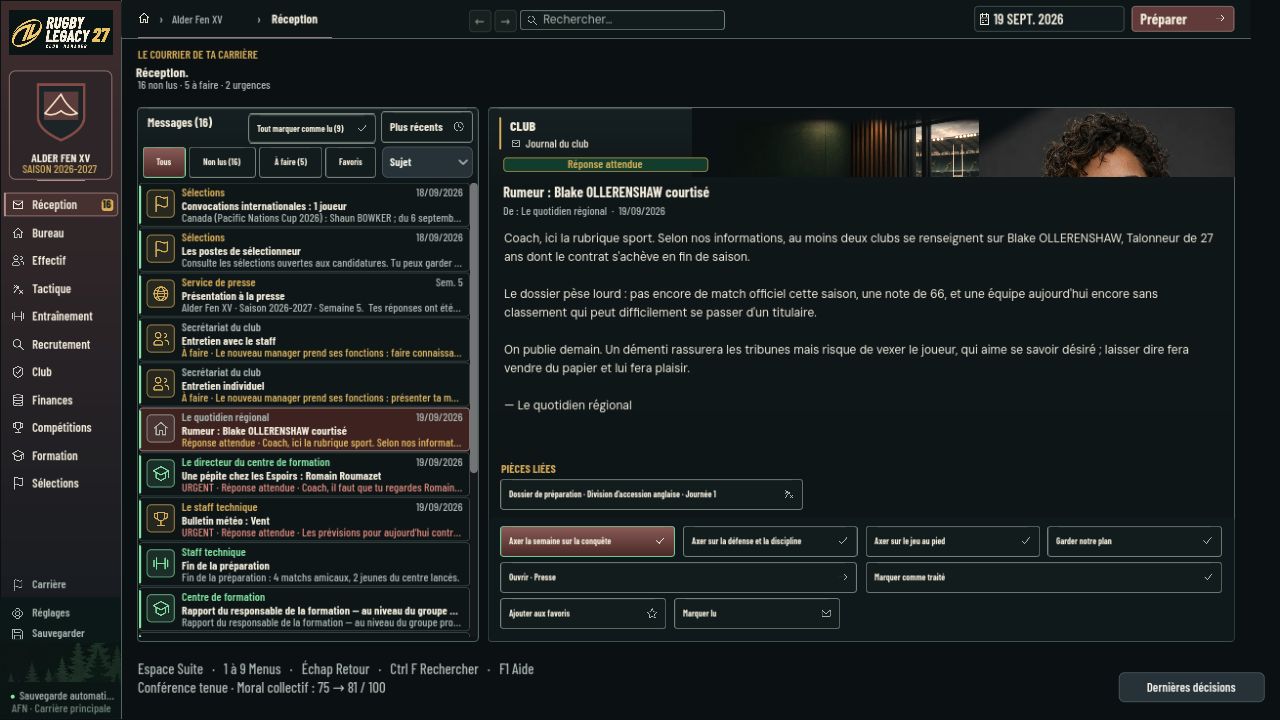 RUGBY
LEGACY 27
CLUB MANAGER
ALDER FEN XV
SAISON 2026-2027
Réception 16
Bureau
Effectif
Tactique
Entraînement
Recrutement
Club
Finances
Compétitions
Formation
Sélections
Carrière
Réglages
Sauvegarder
Sauvegarde automati...
AFN · Carrière principale
Alder Fen XV › Réception
← → Rechercher...
19 SEPT. 2026
Préparer →
LE COURRIER DE TA CARRIÈRE
Réception.
16 non lus · 5 à faire · 2 urgences
Messages (16)
Tout marquer comme lu (9)
Plus récents
Tous
Non lus (16)
À faire (5)
Favoris
Sujet
Sélections 18/09/2026
Convocations internationales : 1 joueur
Canada (Pacific Nations Cup 2026) : Shaun BOWKER ; du 6 septemb...
Sélections 18/09/2026
Les postes de sélectionneur
Consulte les sélections ouvertes aux candidatures. Tu peux garder ...
Service de presse Sem. 5
Présentation à la presse
Alder Fen XV · Saison 2026-2027 · Semaine 5. Tes réponses ont été...
Secrétariat du club
Entretien avec le staff
À faire · Le nouveau manager prend ses fonctions : faire connaissa...
Secrétariat du club
Entretien individuel
À faire · Le nouveau manager prend ses fonctions : présenter ta m...
Le quotidien régional 19/09/2026
Rumeur : Blake OLLERENSHAW courtisé
Réponse attendue · Coach, ici la rubrique sport. Selon nos informat...
Le directeur du centre de formation 19/09/2026
Une pépite chez les Espoirs : Romain Roumazet
URGENT · Réponse attendue · Coach, il faut que tu regardes Romain...
Le staff technique 19/09/2026
Bulletin météo : Vent
URGENT · Réponse attendue · Les prévisions pour aujourd'hui contr...
Staff technique
Fin de la préparation
Fin de la préparation : 4 matchs amicaux, 2 jeunes du centre lancés.
Centre de formation
Rapport du responsable de la formation — au niveau du groupe ...
Rapport du responsable de la formation — au niveau du groupe pro...
CLUB
Journal du club
Réponse attendue
Rumeur : Blake OLLERENSHAW courtisé
De : Le quotidien régional · 19/09/2026
Coach, ici la rubrique sport. Selon nos informations, au moins deux clubs se renseignent sur Blake OLLERENSHAW, Talonneur de 27
ans dont le contrat s'achève en fin de saison.
Le dossier pèse lourd : pas encore de match officiel cette saison, une note de 66, et une équipe aujourd'hui encore sans
classement qui peut difficilement se passer d'un titulaire.
On publie demain. Un démenti rassurera les tribunes mais risque de vexer le joueur, qui aime se savoir désiré ; laisser dire fera
vendre du papier et lui fera plaisir.
— Le quotidien régional
PIÈCES LIÉES
Dossier de préparation · Division d'accession anglaise · Journée 1
Axer la semaine sur la conquête
Axer sur la défense et la discipline
Axer sur le jeu au pied
Garder notre plan
Ouvrir · Presse
Marquer comme traité
Ajouter aux favoris
Marquer lu
Espace Suite · 1 à 9 Menus · Échap Retour · Ctrl F Rechercher · F1 Aide
Conférence tenue · Moral collectif : 75 → 81 / 100
Dernières décisions